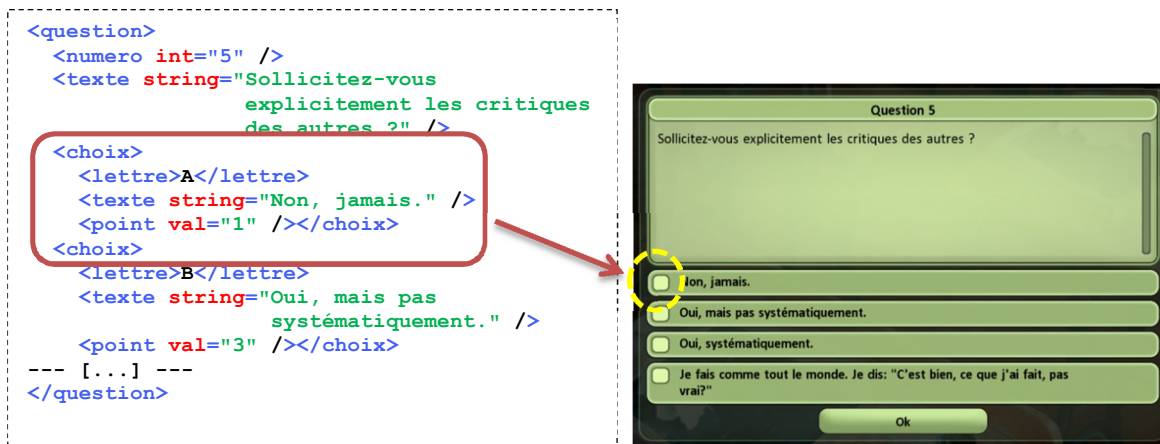 <question>
<numero int="5" />
<texte string="Sollicitez-vous
explicitement les critiques
des autres ?" />
<choix>
<lettre>A</lettre>
<texte string="Non, jamais." />
<point val="1" /></choix>
<choix>
<lettre>B</lettre>
<texte string="Oui, mais pas
systématiquement." />
<point val="3" /></choix>
--- [...] ---
</question>
Question 5
Sollicitez-vous explicitement les critiques des autres ?
Non, jamais.
Oui, mais pas systématiquement.
Oui, systématiquement.
Je fais comme tout le monde. Je dis: "C'est bien, ce que j'ai fait, pas
vrai?"
Ok